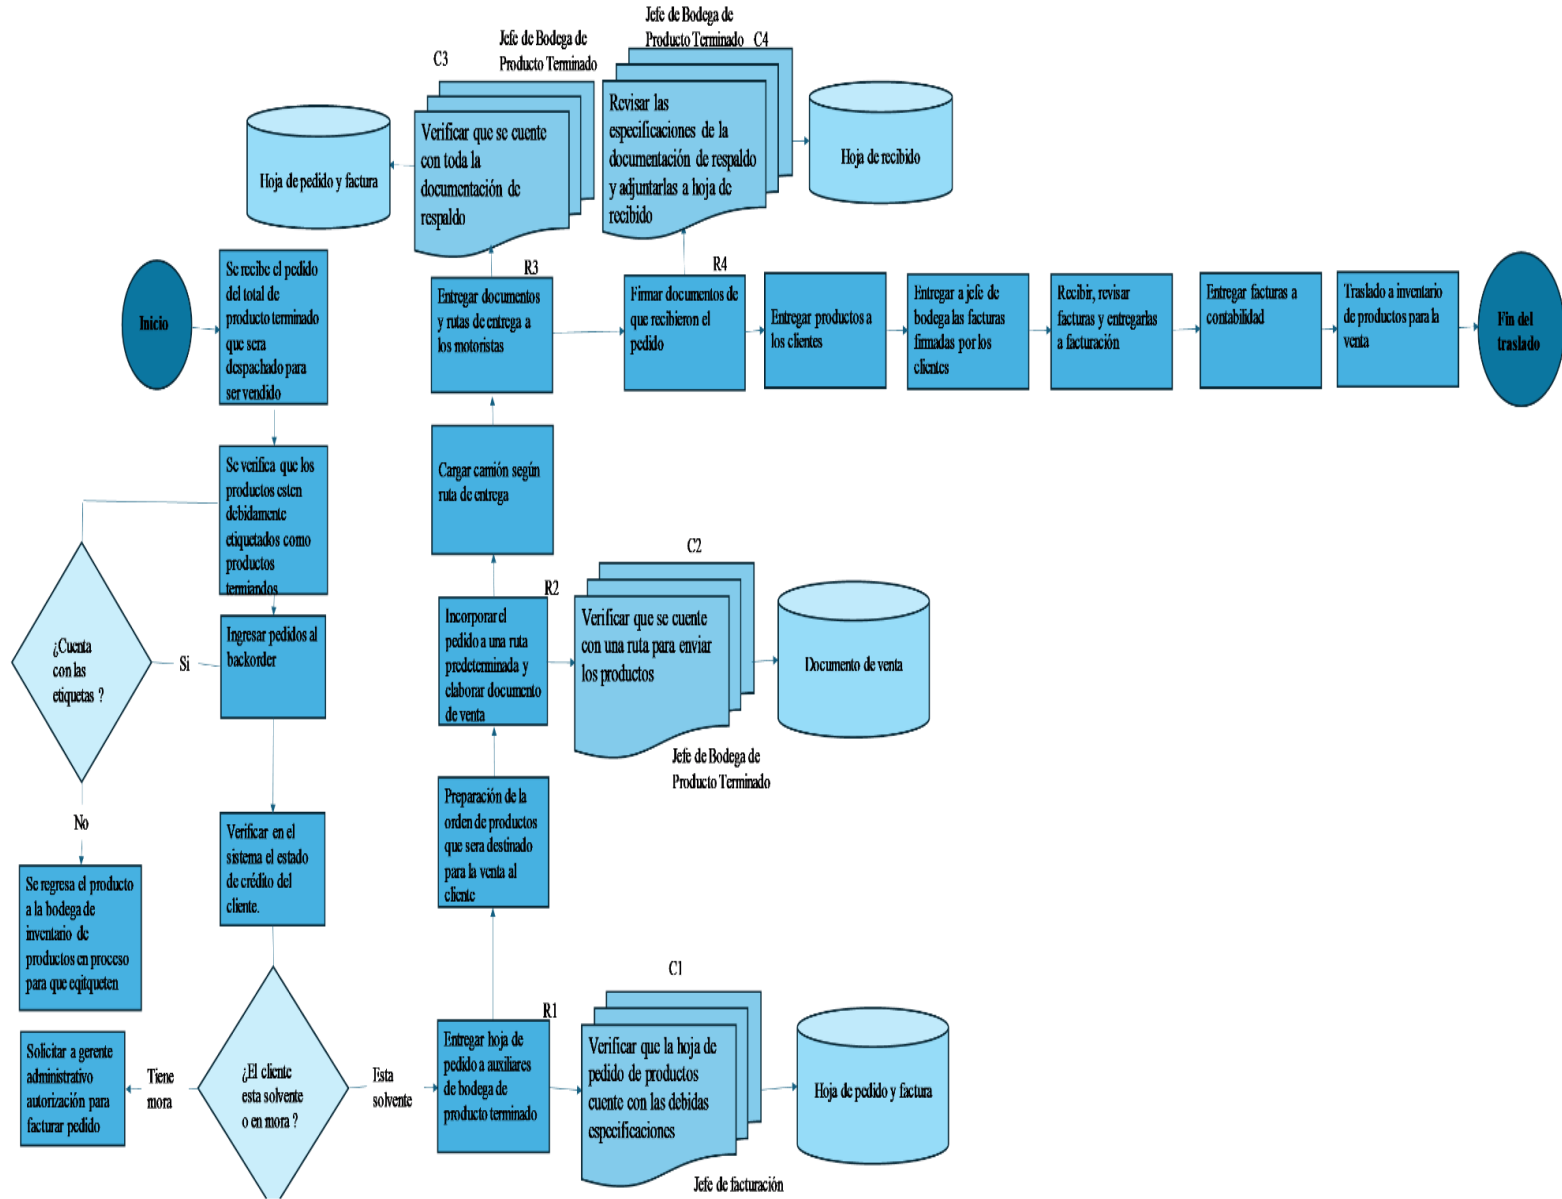 Inicio
Se recibe el pedido
del total de
producto terminado
que sera
despachado para
ser vendido
Se verifica que los
productos esten
debidamente
etiquetados como
productos
termiandos
¿Cuenta
con las
etiquetas ?
Si
No
Se regresa el producto
a la bodega de
inventario de
productos en proceso
para que eqitqueten
Ingresar pedidos al
backorder
Verificar en el
sistema el estado
de crédito del
cliente.
¿El cliente
esta solvente
o en mora ?
Tiene
mora
Solicitar a gerente
administrativo
autorización para
facturar pedido
Esta
solvente
R1
Entregar hoja de
pedido a auxiliares
de bodega de
producto terminado
C1
Verificar que la hoja de
pedido de productos
cuente con las debidas
especificaciones
Jefe de facturación
Hoja de pedido y factura
Preparación de la
orden de productos
que sera destinado
para la venta al
cliente
R2
Incorporar el
pedido a una ruta
predeterminada y
elaborar documento
de venta
C2
Verificar que se cuente
con una ruta para enviar
los productos
Jefe de Bodega de
Producto Terminado
Documento de venta
Cargar camión según
ruta de entrega
R3
Entregar documentos
y rutas de entrega a
los motoristas
C3
Jefe de Bodega de
Producto Terminado
Verificar que se cuente
con toda la
documentación de
respaldo
Hoja de pedido y factura
R4
Firmar documentos de
que recibieron el
pedido
Jefe de Bodega de
Producto Terminado C4
Revisar las
especificaciones de la
documentación de respaldo
y adjuntarlas a hoja de
recibido
Hoja de recibido
Entregar productos a
los clientes
Entregar a jefe de
bodega las facturas
firmadas por los
clientes
Recibir, revisar
facturas y entregarlas
a facturación
Entregar facturas a
contabilidad
Traslado a inventario
de productos para la
venta
Fin del
traslado